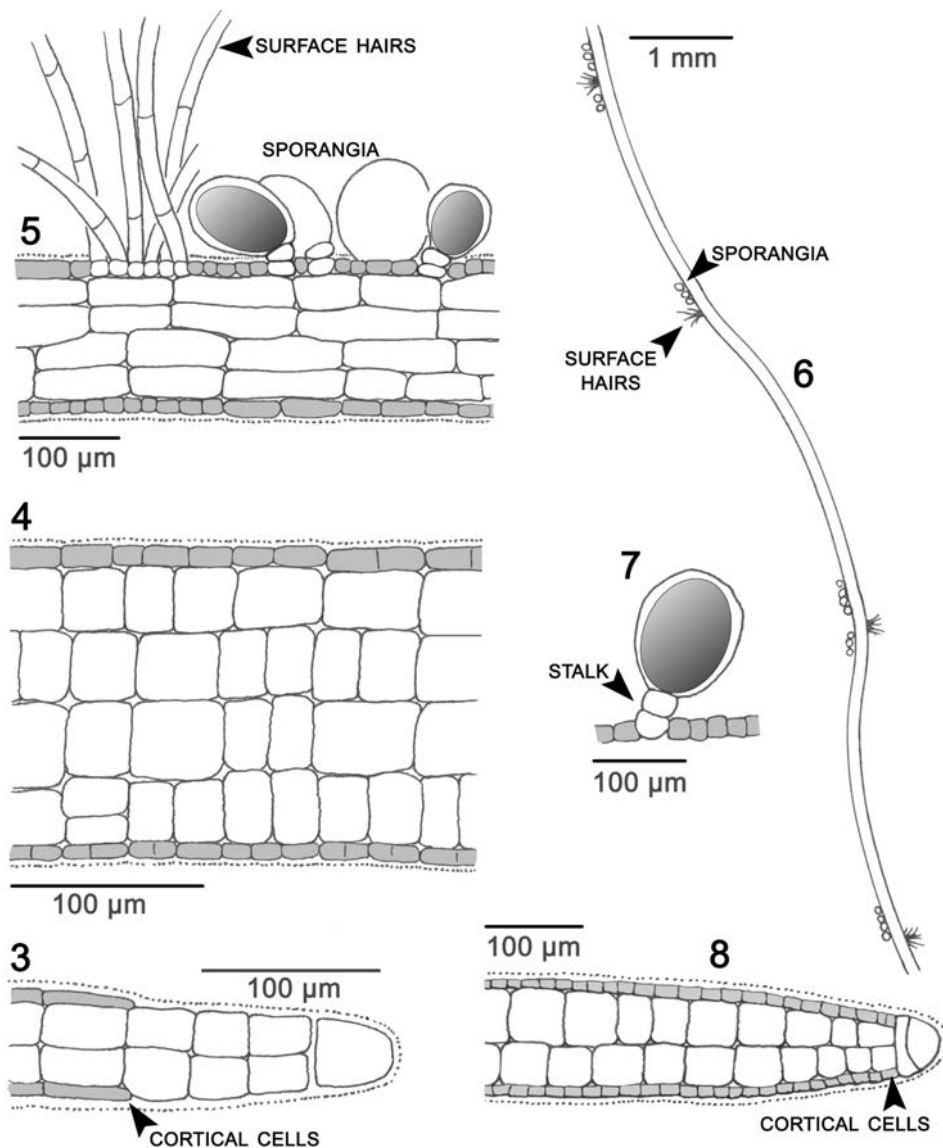 SURFACE HAIRS
SPORANGIA
5
100 µm
4
100 µm
3
100 µm
CORTICAL CELLS
1 mm
SPORANGIA
SURFACE
HAIRS
6
7
STALK
100 µm
100 µm
8
CORTICAL CELLS